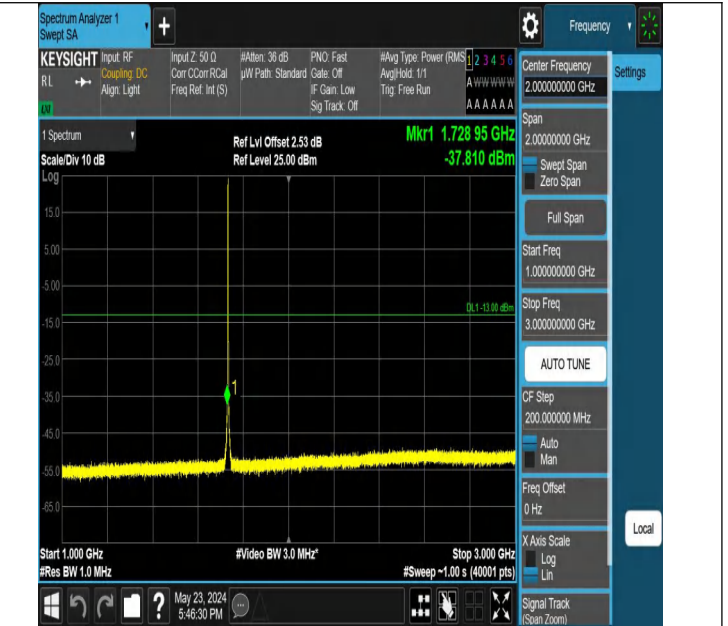 Spectrum Analyzer 1
Swept SA
+
Frequency
KEYSIGHT
RL
LXI
Input: RF
Coupling: DC
Align: Light
Input Z: 50 Ω
Corr CCorr RCal
Freq Ref: Int (S)
#Atten: 36 dB
µW Path: Standard
PNO: Fast
Gate: Off
IF Gain: Low
Sig Track: Off
#Avg Type: Power (RMS
Avg|Hold: 1/1
Trig: Free Run
1 2 3 4 5 6
A W W W W W
A A A A A A
1 Spectrum
Scale/Div 10 dB
Log
Ref Lvl Offset 2.53 dB
Ref Level 25.00 dBm
Mkr1 1.728 95 GHz
-37.810 dBm
15.0
5.00
-5.00
-15.0
-25.0
-35.0
-45.0
-55.0
-65.0
DL1 -13.00 dBm
1
Start 1.000 GHz
#Res BW 1.0 MHz
#Video BW 3.0 MHz*
Stop 3.000 GHz
#Sweep ~1.00 s (40001 pts)
?
May 23, 2024
5:46:30 PM
Center Frequency
2.000000000 GHz
Settings
Span
2.00000000 GHz
Swept Span
Zero Span
Full Span
Start Freq
1.000000000 GHz
Stop Freq
3.000000000 GHz
AUTO TUNE
CF Step
200.000000 MHz
Auto
Man
Freq Offset
0 Hz
X Axis Scale
Log
Lin
Local
Signal Track
(Span Zoom)